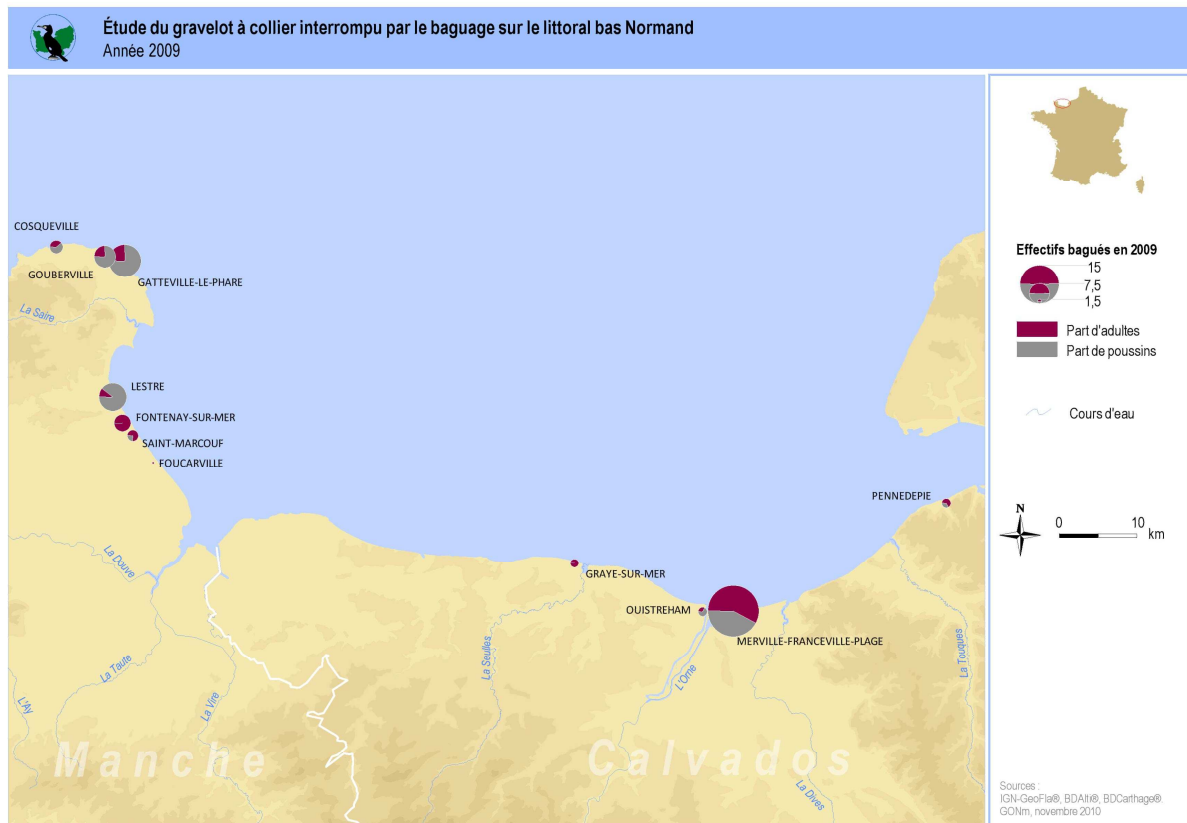 Étude du gravelot à collier interrompu par le baguage sur le littoral bas Normand
Année 2009
COSQUEVILLE
GOUBERVILLE
GATTEVILLE-LE-PHARE
La Saire
LESTRE
FONTENAY-SUR-MER
SAINT-MARCOUF
FOUCARVILLE
PENNEDEPIE
La Douve
GRAYE-SUR-MER
OUISTREHAM
MERVILLE-FRANCEVILLE-PLAGE
La Taute
L'Ay
La Vire
La Seulles
L'Orne
La Touques
La Dives
Manche
Calvados
Effectifs bagués en 2009
15
7,5
1,5
Part d'adultes
Part de poussins
Cours d'eau
N
0 10
km
Sources :
IGN-GeoFla®, BDAlti®, BDCarthage®.
GONm, novembre 2010